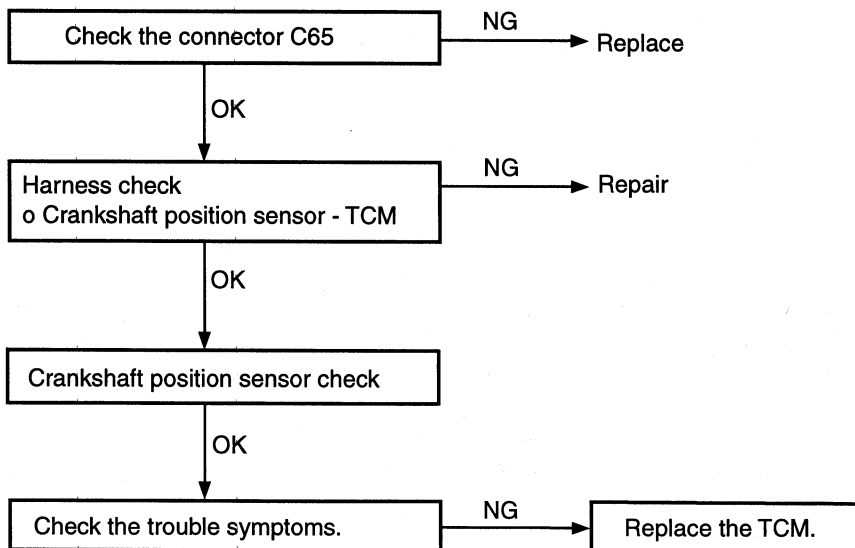 Check the connector C65
NG
Replace
OK
Harness check
o Crankshaft position sensor - TCM
NG
Repair
OK
Crankshaft position sensor check
OK
Check the trouble symptoms.
NG
Replace the TCM.